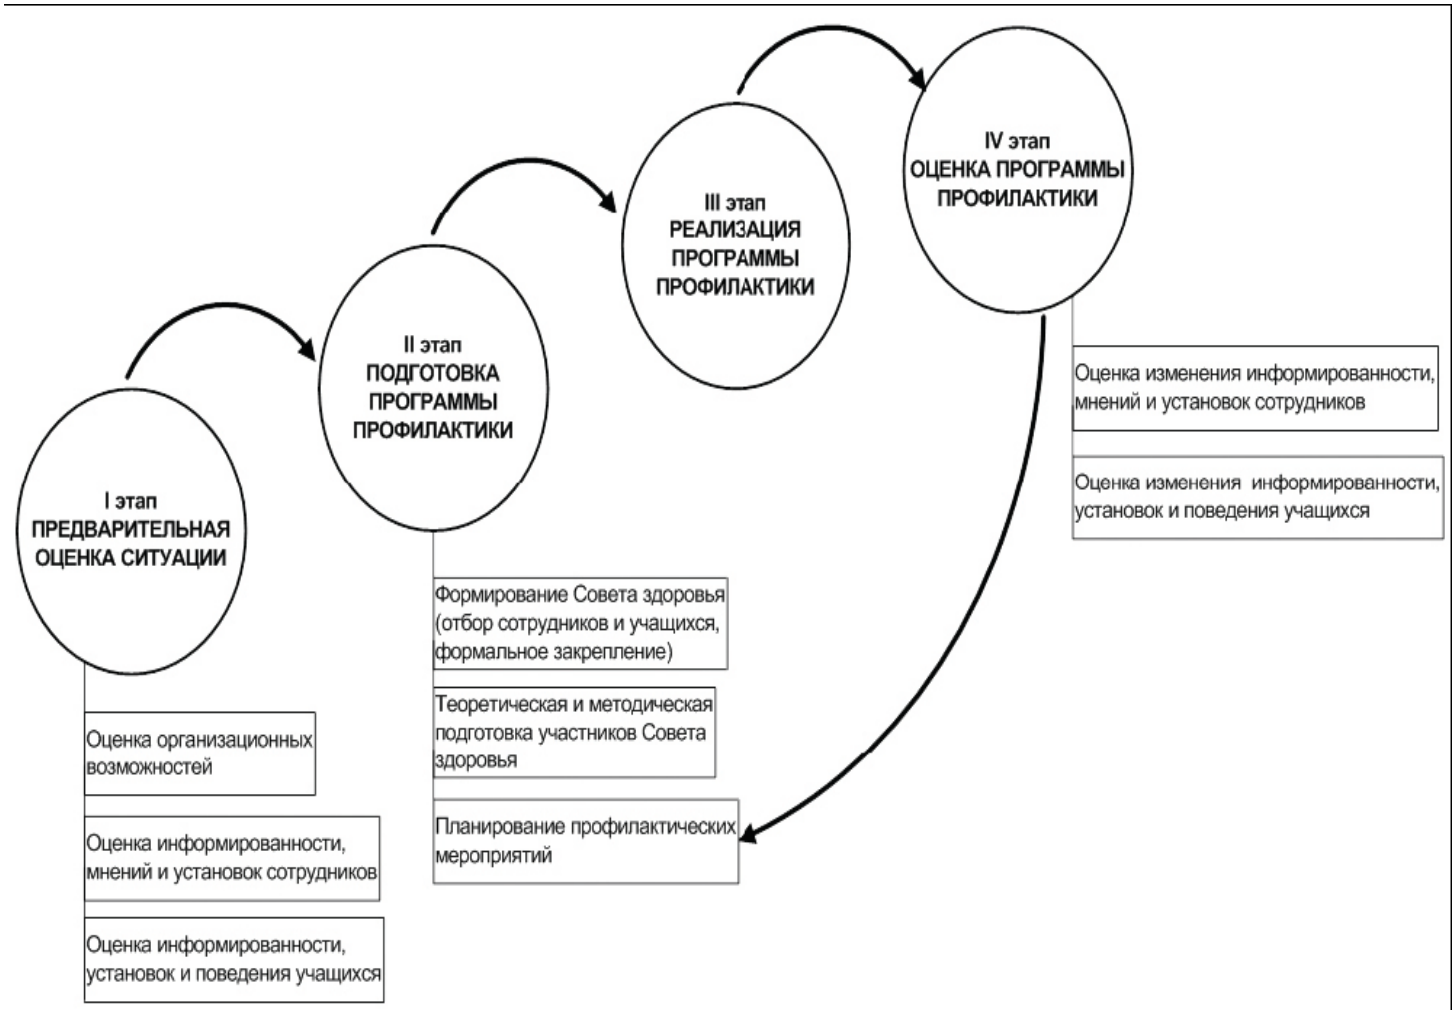 I этап
ПРЕДВАРИТЕЛЬНАЯ
ОЦЕНКА СИТУАЦИИ
Оценка организационных
возможностей
Оценка информированности,
мнений и установок сотрудников
Оценка информированности,
установок и поведения учащихся
II этап
ПОДГОТОВКА
ПРОГРАММЫ
ПРОФИЛАКТИКИ
Формирование Совета здоровья
(отбор сотрудников и учащихся,
формальное закрепление)
Теоретическая и методическая
подготовка участников Совета
здоровья
Планирование профилактических
мероприятий
III этап
РЕАЛИЗАЦИЯ
ПРОГРАММЫ
ПРОФИЛАКТИКИ
IV этап
ОЦЕНКА ПРОГРАММЫ
ПРОФИЛАКТИКИ
Оценка изменения информированности,
мнений и установок сотрудников
Оценка изменения информированности,
установок и поведения учащихся